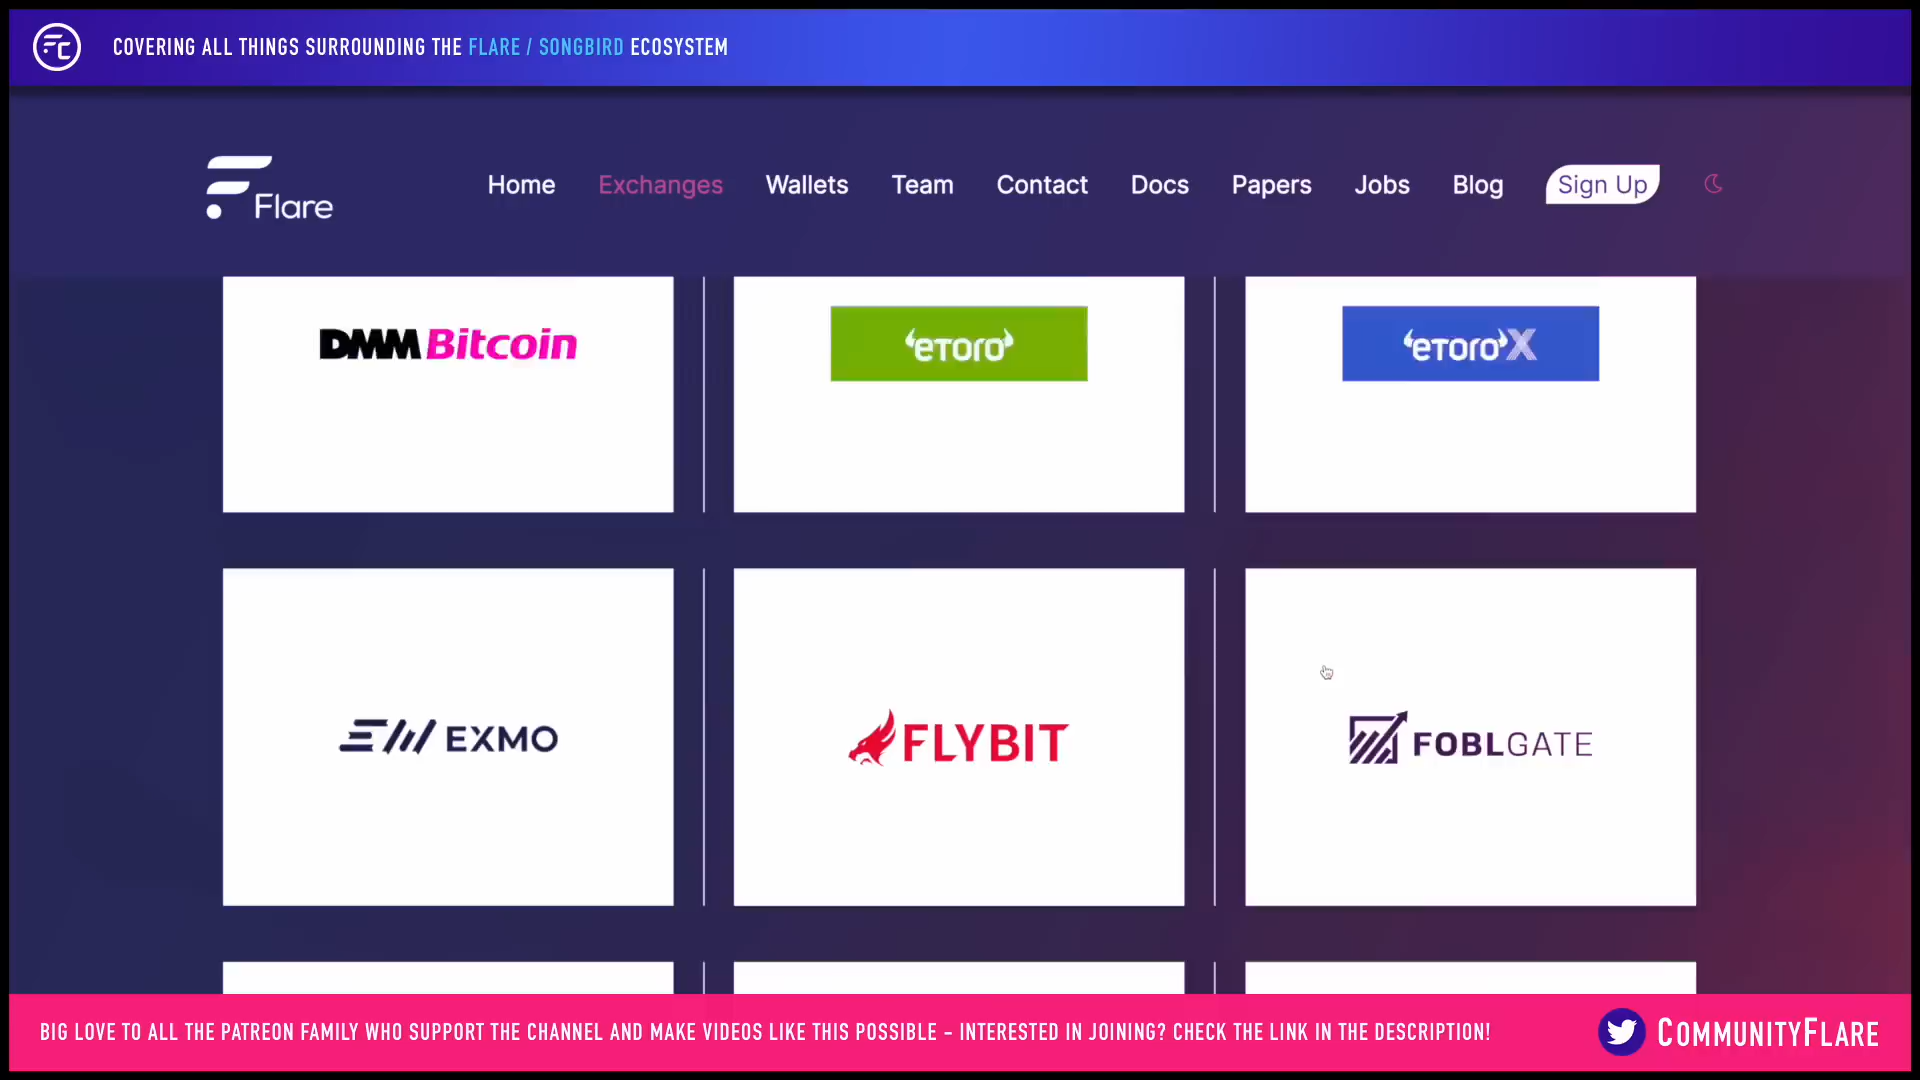 COVERING ALL THINGS SURROUNDING THE FLARE / SONGBIRD ECOSYSTEM
Flare
Home Exchanges Wallets Team Contact Docs Papers Jobs Blog Sign Up
DMM Bitcoin
eToro
eToroX
EXMO
FLYBIT
FOBLGATE
BIG LOVE TO ALL THE PATREON FAMILY WHO SUPPORT THE CHANNEL AND MAKE VIDEOS LIKE THIS POSSIBLE - INTERESTED IN JOINING? CHECK THE LINK IN THE DESCRIPTION!
COMMUNITYFLARE